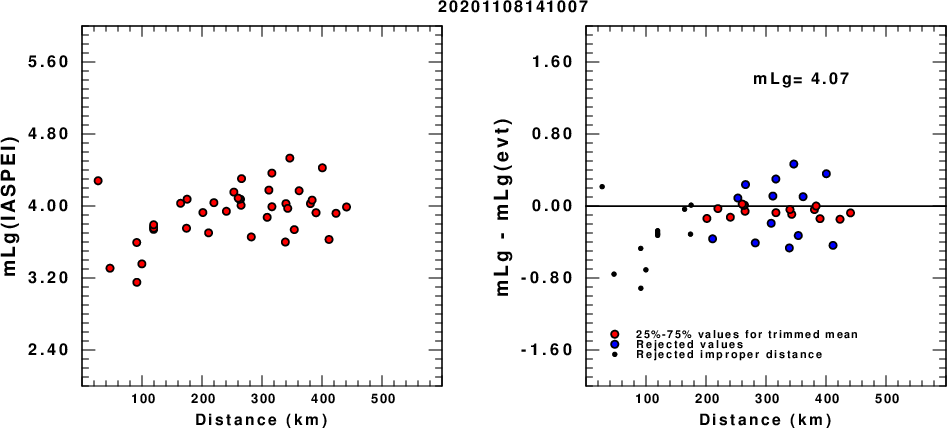 20201108141007
5.60
4.80
4.00
3.20
2.40
mLg(IASPEI)
100 200 300 400 500
Distance (km)
1.60
0.80
0.00
-0.80
-1.60
mLg - mLg(evt)
mLg= 4.07
25%-75% values for trimmed mean
Rejected values
Rejected improper distance
100 200 300 400 500
Distance (km)